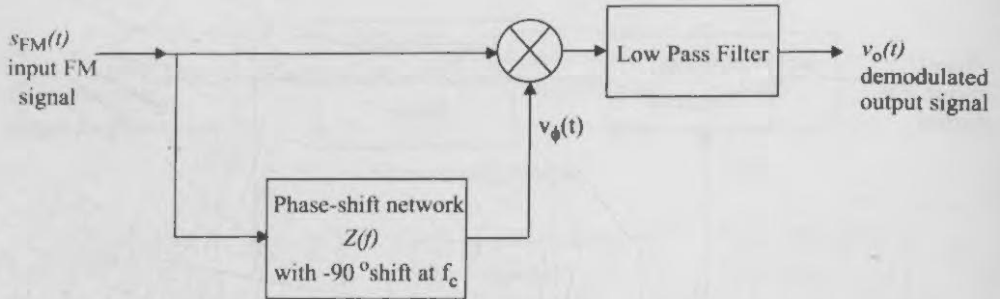 s_FM(t)
input FM
signal
Low Pass Filter
v_o(t)
demodulated
output signal
v_ϕ(t)
Phase-shift network
Z(f)
with -90 ° shift at f_c